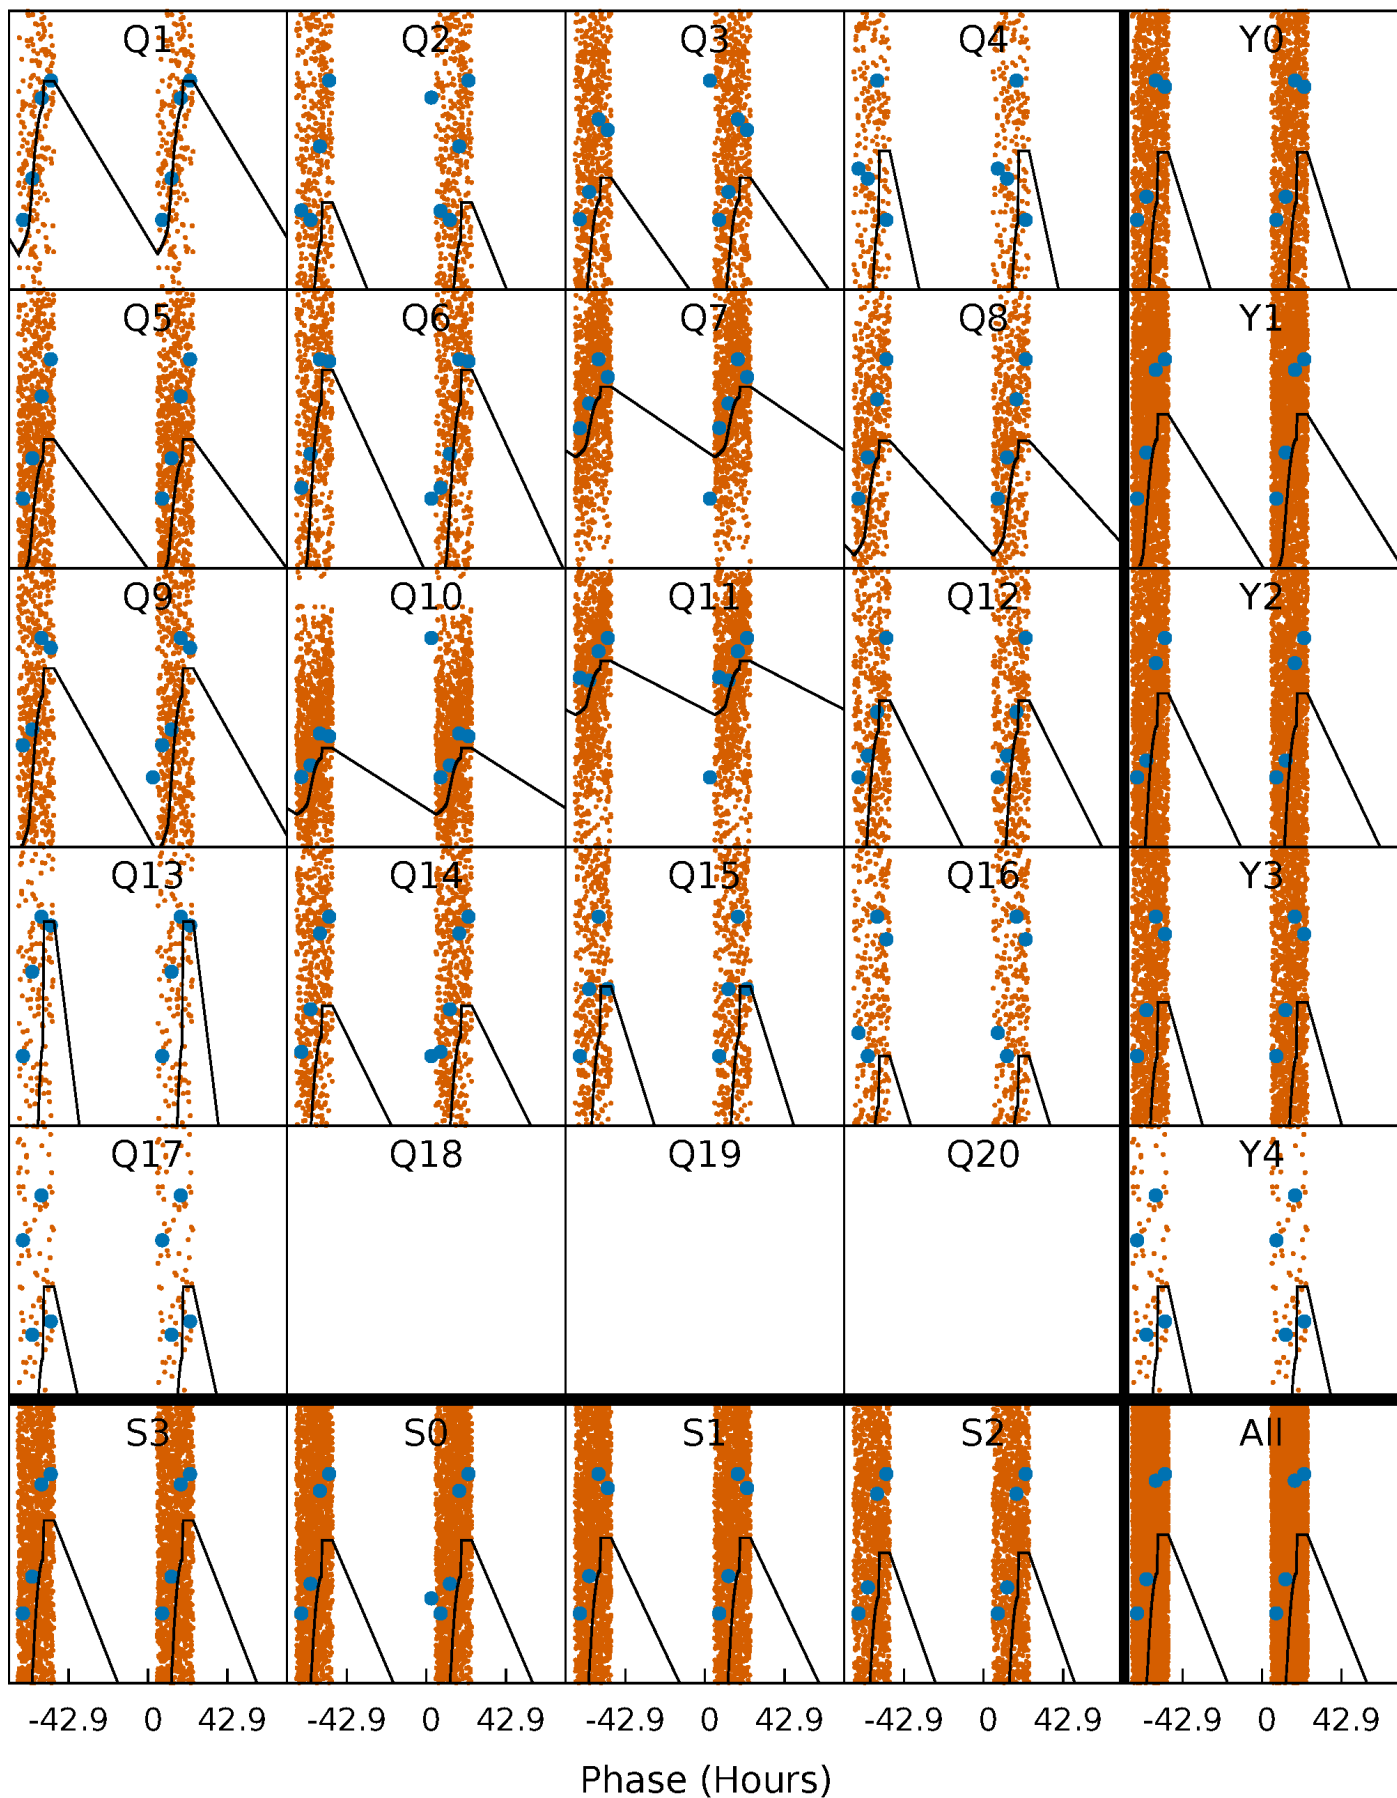 Q1 Q2 Q3 Q4 Y0
Q5 Q6 Q7 Q8 Y1
Q9 Q10 Q11 Q12 Y2
Q13 Q14 Q15 Q16 Y3
Q17 Q18 Q19 Q20 Y4
S3 S0 S1 S2 All
-42.9 0 42.9 -42.9 0 42.9 -42.9 0 42.9 -42.9 0 42.9 -42.9 0 42.9
Phase (Hours)